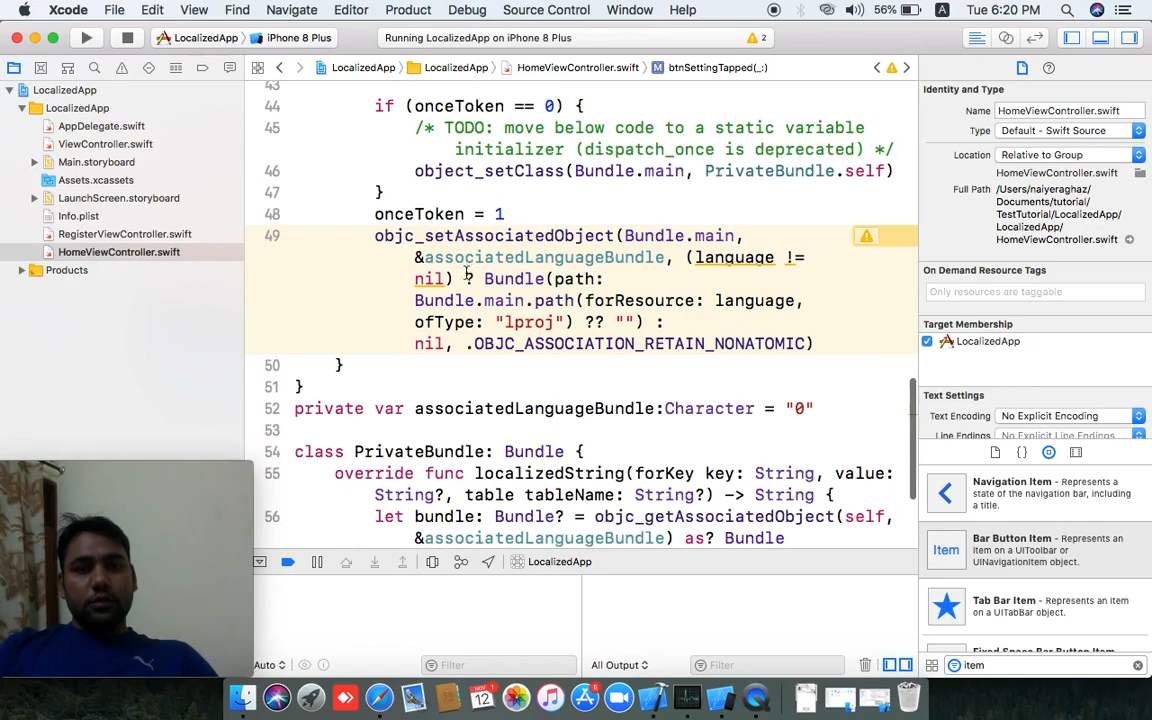 Xcode File Edit View Find Navigate Editor Product Debug Source Control Window Help 56% A Tue 6:20 PM
LocalizedApp iPhone 8 Plus Running LocalizedApp on iPhone 8 Plus 2
LocalizedApp LocalizedApp HomeViewController.swift M btnSettingTapped(_:)
LocalizedApp
LocalizedApp
AppDelegate.swift
ViewController.swift
Main.storyboard
Assets.xcassets
LaunchScreen.storyboard
Info.plist
RegisterViewController.swift
HomeViewController.swift
Products
43
44 if (onceToken == 0) {
45 /* TODO: move below code to a static variable
initializer (dispatch_once is deprecated) */
46 object_setClass(Bundle.main, PrivateBundle.self)
47 }
48 onceToken = 1
49 objc_setAssociatedObject(Bundle.main,
&associatedLanguageBundle, (language !=
nil) ? Bundle(path:
Bundle.main.path(forResource: language,
ofType: "lproj") ?? "") :
nil, .OBJC_ASSOCIATION_RETAIN_NONATOMIC)
50 }
51 }
52 private var associatedLanguageBundle:Character = "0"
53
54 class PrivateBundle: Bundle {
55 override func localizedString(forKey key: String, value:
String?, table tableName: String?) -> String {
56 let bundle: Bundle? = objc_getAssociatedObject(self,
&associatedLanguageBundle) as? Bundle
LocalizedApp
Auto Filter All Output Filter
Identity and Type
Name HomeViewController.swift
Type Default - Swift Source
Location Relative to Group
HomeViewController.swift
Full Path /Users/naiyeraghaz/
Documents/tutorial/
TestTutorial/LocalizedApp/
LocalizedApp/
HomeViewController.swift
On Demand Resource Tags
Only resources are taggable
Target Membership
LocalizedApp
Text Settings
Text Encoding No Explicit Encoding
Line Endings No Explicit Line Endings
Navigation Item - Represents a
state of the navigation bar, including
a title.
Item
Bar Button Item - Represents an
item on a UIToolbar or
UINavigationItem object.
Tab Bar Item - Represents an item
on a UITabBar object.
Fixed Space Bar Button Item
item
NOV
12
6